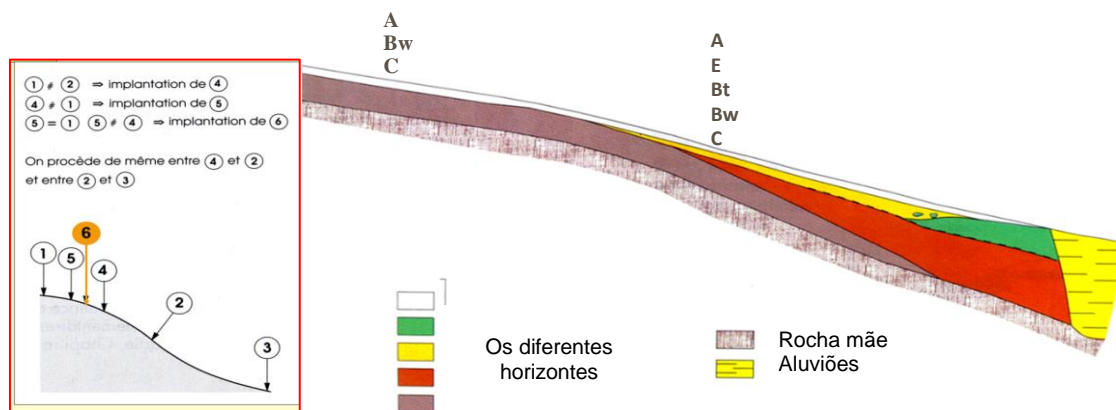 1 ≠ 2 ⇒ implantation de 4
4 ≠ 1 ⇒ implantation de 5
5 = 1 5 ≠ 4 ⇒ implantation de 6
On procède de même entre 4 et 2
et entre 2 et 3
6
1
5
4
2
3
A
Bw
C
A
E
Bt
Bw
C
Os diferentes
horizontes
Rocha mãe
Aluviões